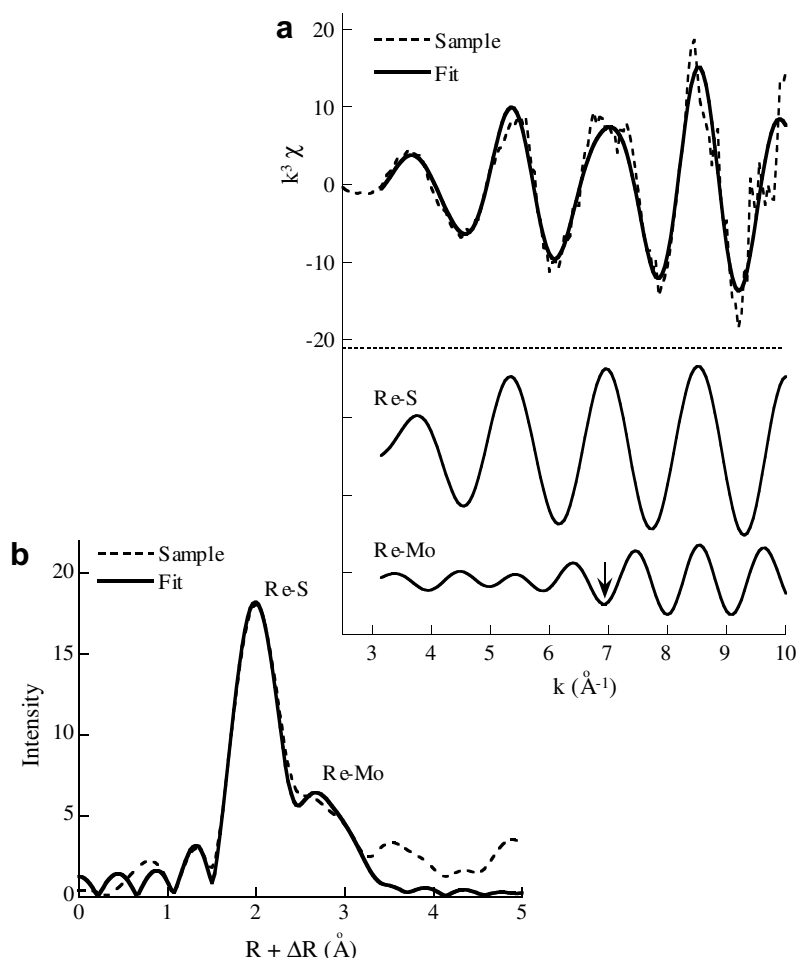 a
20
10
0
-10
-20
k³ χ
Sample
Fit
Re-S
Re-Mo
3 4 5 6 7 8 9 10
k (Å⁻¹)
b
Sample
Fit
Re-S
Re-Mo
20
15
10
5
0
Intensity
0 1 2 3 4 5
R + ΔR (Å)